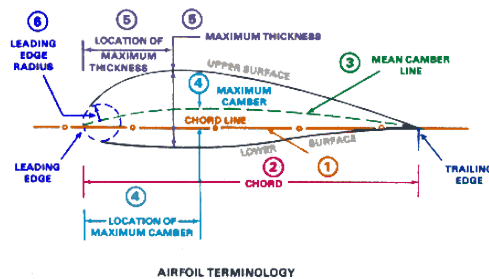 6
LEADING
EDGE
RADIUS
5
LOCATION OF
MAXIMUM
THICKNESS
5
MAXIMUM THICKNESS
UPPER SURFACE
3
MEAN CAMBER
LINE
4
MAXIMUM
CAMBER
CHORD LINE
LOWER SURFACE
LEADING
EDGE
2
CHORD
1
TRAILING
EDGE
4
LOCATION OF
MAXIMUM CAMBER
AIRFOIL TERMINOLOGY